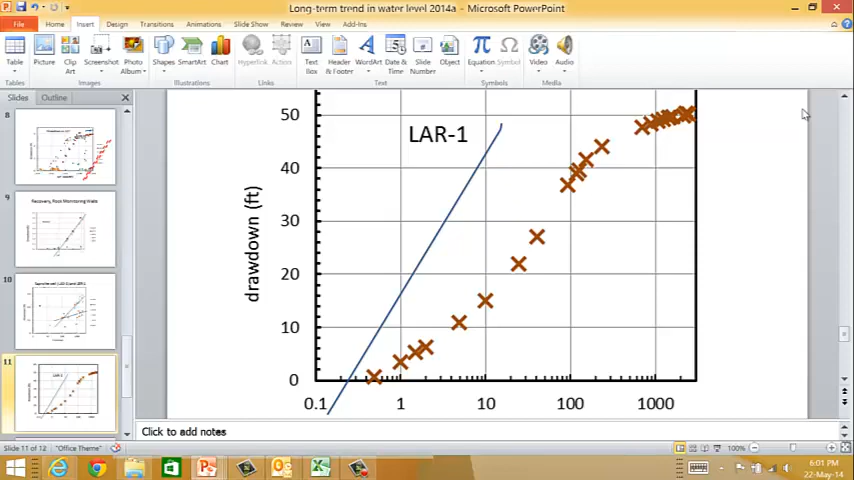 Long-term trend in water level 2014a - Microsoft PowerPoint
File Home Insert Design Transitions Animations Slide Show Review View Add-Ins
Table Picture Clip Art Screenshot Photo Album Shapes SmartArt Chart Hyperlink Action Text Box Header & Footer WordArt Date & Time Slide Number Object Equation Symbol Video Audio
Tables Images Illustrations Links Text Symbols Media
Slides Outline
8
9
Recovery, Rock Monitoring Wells
10
11
LAR-1
drawdown (ft)
50
40
30
20
10
0
0.1 1 10 100 1000
Click to add notes
Slide 11 of 12 "Office Theme" 100%
6:01 PM
22-May-14